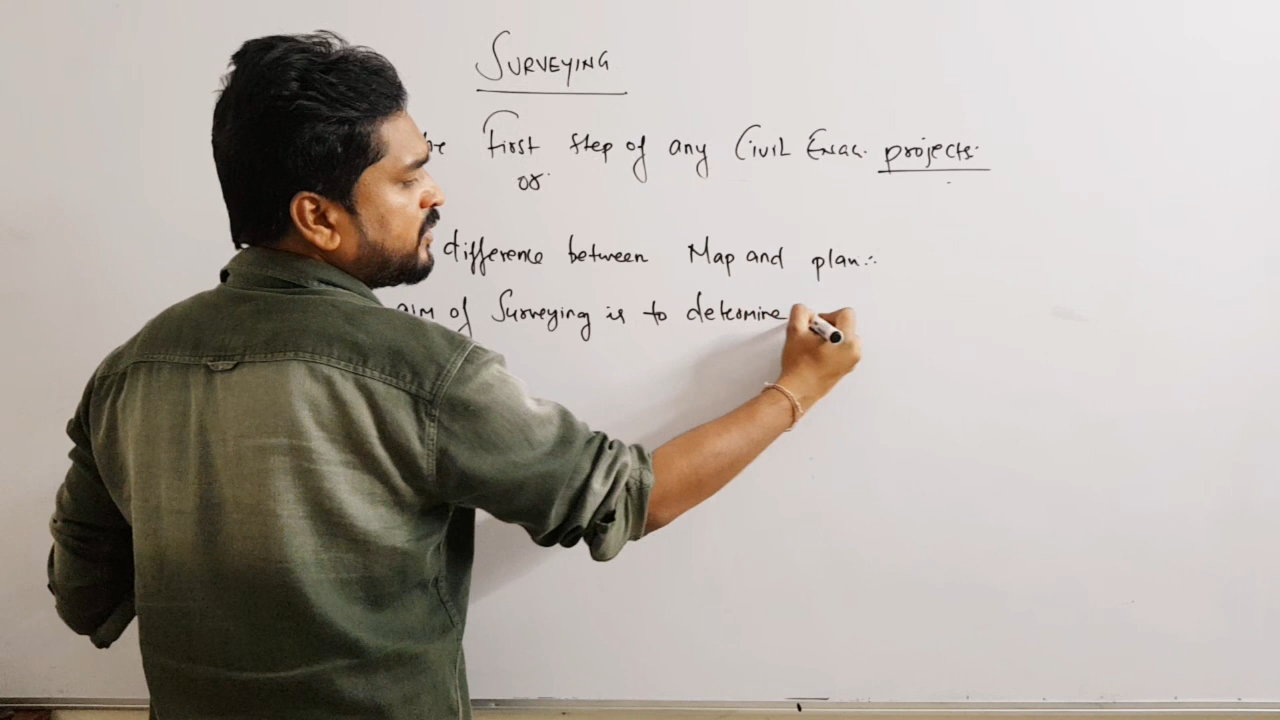 SURVEYING
be First step of any Civil Engg. projects.
or
difference between Map and plan:
aim of Surveying is to determine